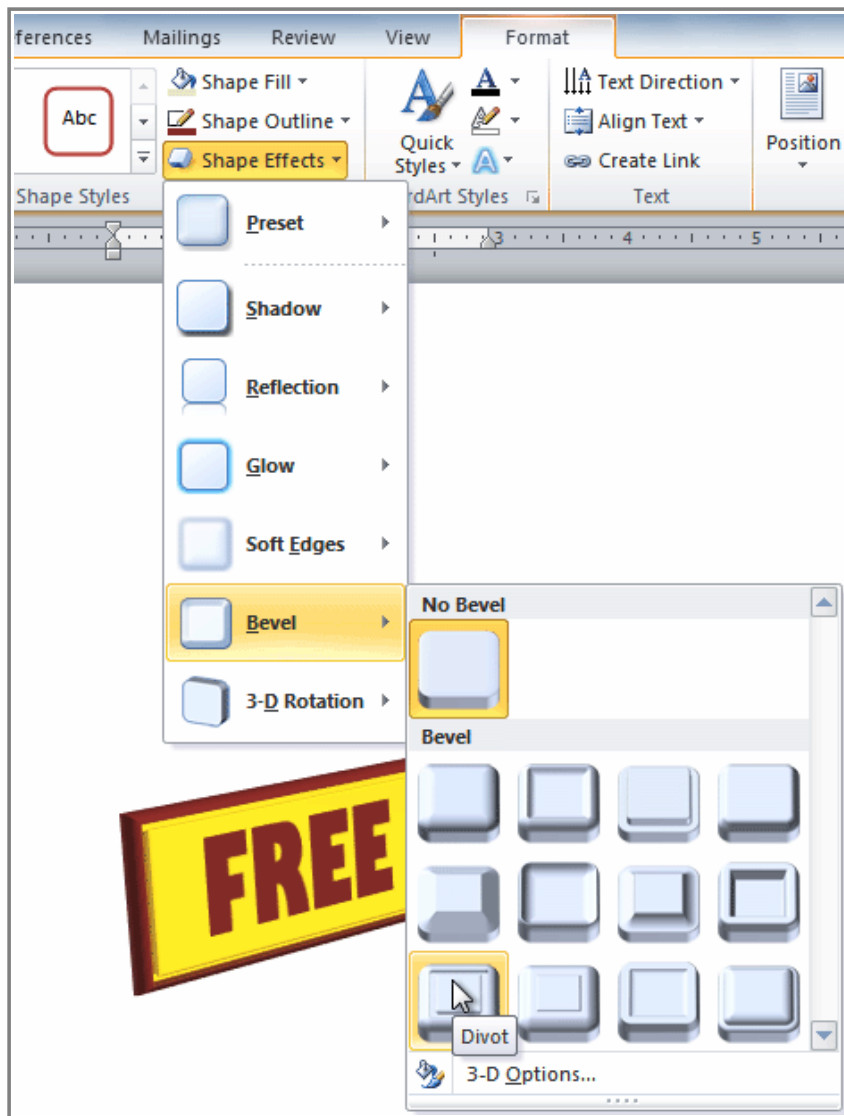 ferences Mailings Review View Format
Abc
Shape Fill
Shape Outline
Shape Effects
Quick
Styles
Text Direction
Align Text
Create Link
Position
Shape Styles rdArt Styles Text
3 4 5
Preset
Shadow
Reflection
Glow
Soft Edges
Bevel
3-D Rotation
No Bevel
Bevel
Divot
3-D Options...
FREE